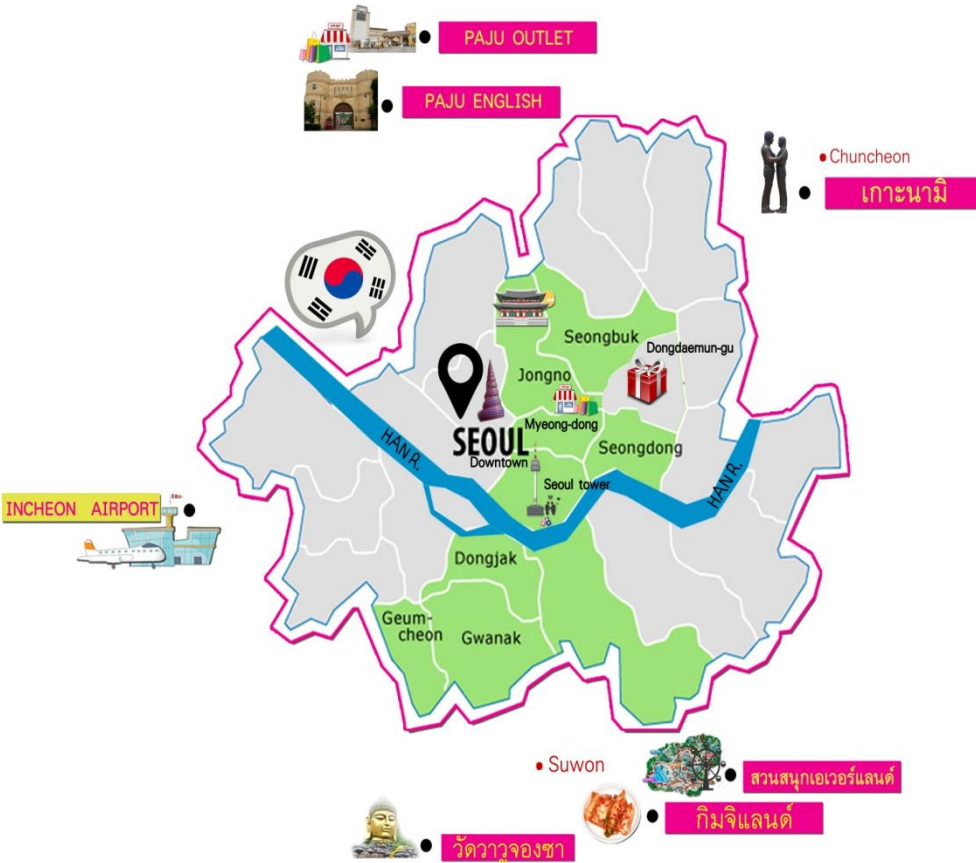 PAJU OUTLET
PAJU ENGLISH
Chuncheon
เกาะนามิ
Seongbuk
Dongdaemun-gu
Jongno
Myeong-dong
SEOUL
Downtown
Seongdong
HAN R.
HAN R.
Seoul tower
INCHEON AIRPORT
Dongjak
Geum-
cheon
Gwanak
Suwon
สวนสนุกเอเวอร์แลนด์
กิมจิแลนด์
วัดวาวูจองซา